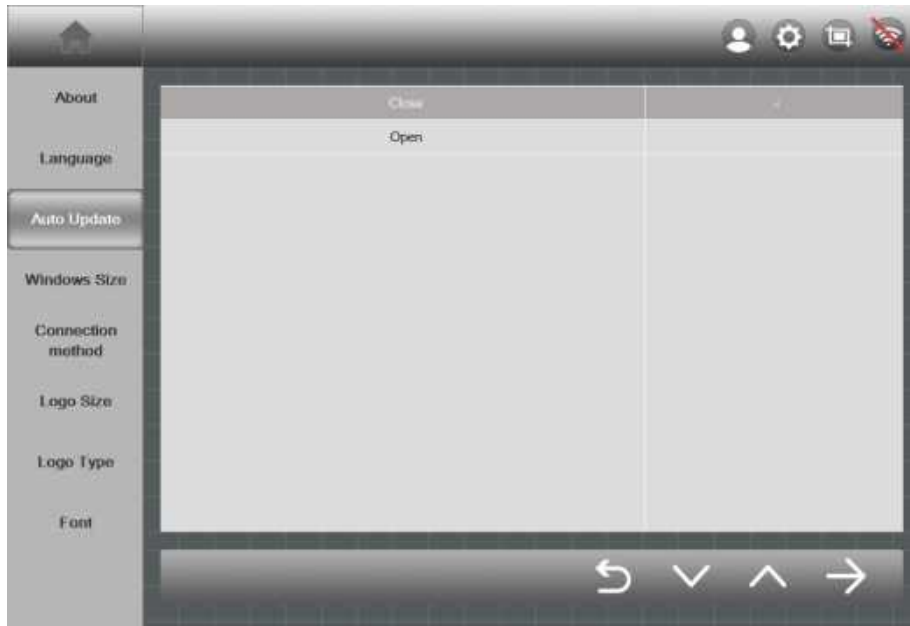 About
Close √
Open
Language
Auto Update
Windows Size
Connection
method
Logo Size
Logo Type
Font